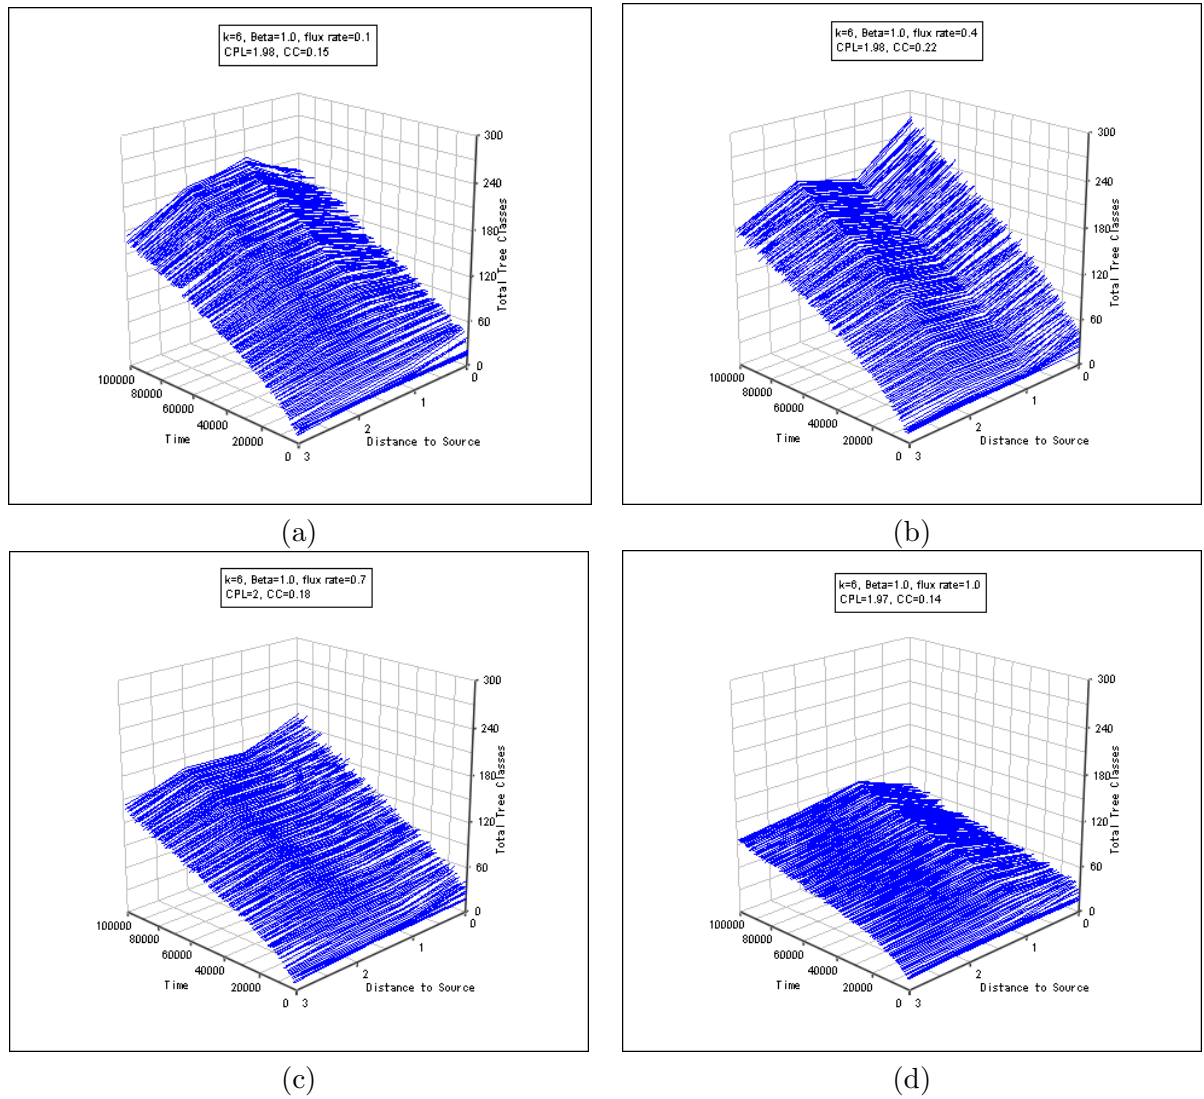 k=6, Beta=1.0, flux rate=0.1
CPL=1.98, CC=0.15
300
240
180
120
60
0
Total Tree Classes
100000
80000
60000
40000
20000
0
Time
3
2
1
0
Distance to Source
(a)
k=6, Beta=1.0, flux rate=0.4
CPL=1.98, CC=0.22
300
240
180
120
60
0
Total Tree Classes
100000
80000
60000
40000
20000
0
Time
3
2
1
0
Distance to Source
(b)
k=6, Beta=1.0, flux rate=0.7
CPL=2, CC=0.18
300
240
180
120
60
0
Total Tree Classes
100000
80000
60000
40000
20000
0
Time
3
2
1
0
Distance to Source
(c)
k=6, Beta=1.0, flux rate=1.0
CPL=1.97, CC=0.14
300
240
180
120
60
0
Total Tree Classes
100000
80000
60000
40000
20000
0
Time
3
2
1
0
Distance to Source
(d)